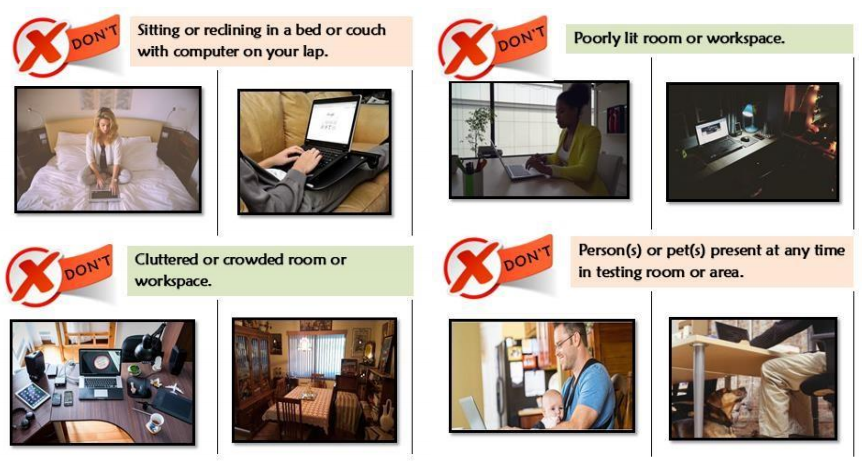 DON'T
Sitting or reclining in a bed or couch
with computer on your lap.
DON'T
Poorly lit room or workspace.
DON'T
Cluttered or crowded room or
workspace.
DON'T
Person(s) or pet(s) present at any time
in testing room or area.